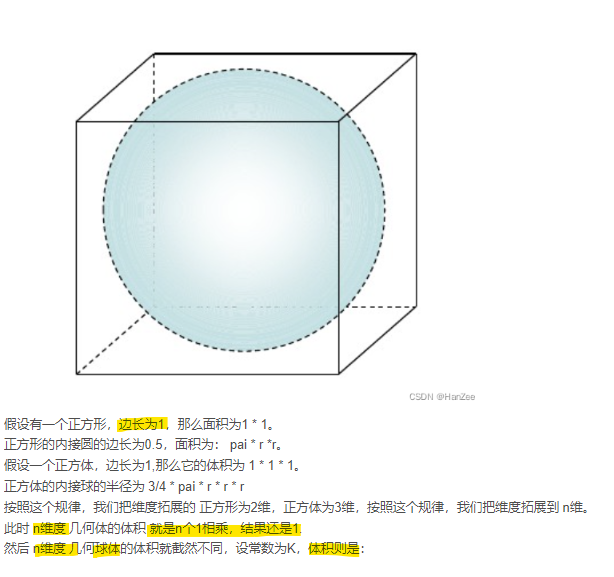 CSDN @HanZee
假设有一个正方形，边长为1，那么面积为1 * 1。
正方形的内接圆的边长为0.5，面积为： pai * r *r。
假设一个正方体，边长为1,那么它的体积为 1 * 1 * 1。
正方体的内接球的半径为 3/4 * pai * r * r * r
按照这个规律，我们把维度拓展的 正方形为2维，正方体为3维，按照这个规律，我们把维度拓展到 n维。
此时 n维度几何体的体积 就是n个1相乘，结果还是1.
然后 n维度 几何球体的体积就截然不同，设常数为K，体积则是：